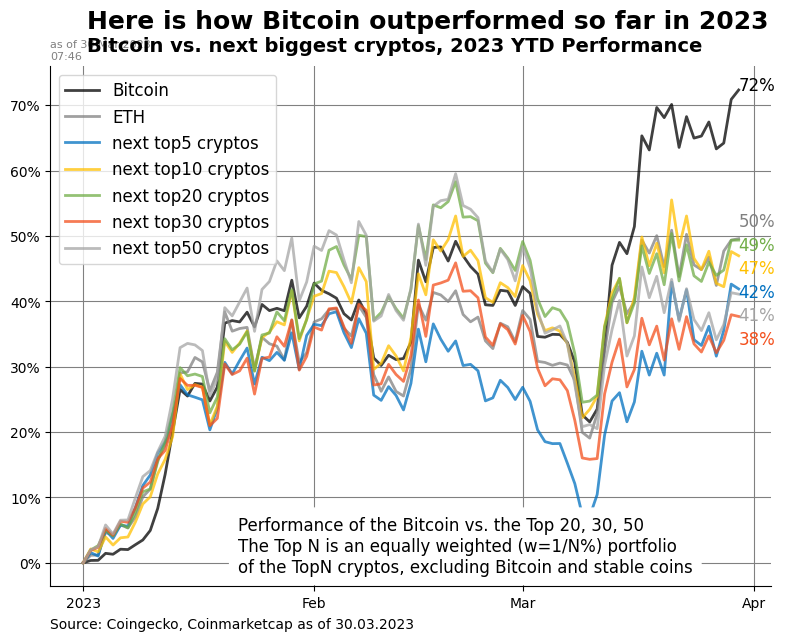 Here is how Bitcoin outperformed so far in 2023
Bitcoin vs. next biggest cryptos, 2023 YTD Performance
as of 3
07:46
Bitcoin
ETH
next top5 cryptos
next top10 cryptos
next top20 cryptos
next top30 cryptos
next top50 cryptos
70%
60%
50%
40%
30%
20%
10%
0%
72%
50%
49%
47%
42%
41%
38%
Performance of the Bitcoin vs. the Top 20, 30, 50
The Top N is an equally weighted (w=1/N%) portfolio
of the TopN cryptos, excluding Bitcoin and stable coins
2023 Feb Mar Apr
Source: Coingecko, Coinmarketcap as of 30.03.2023